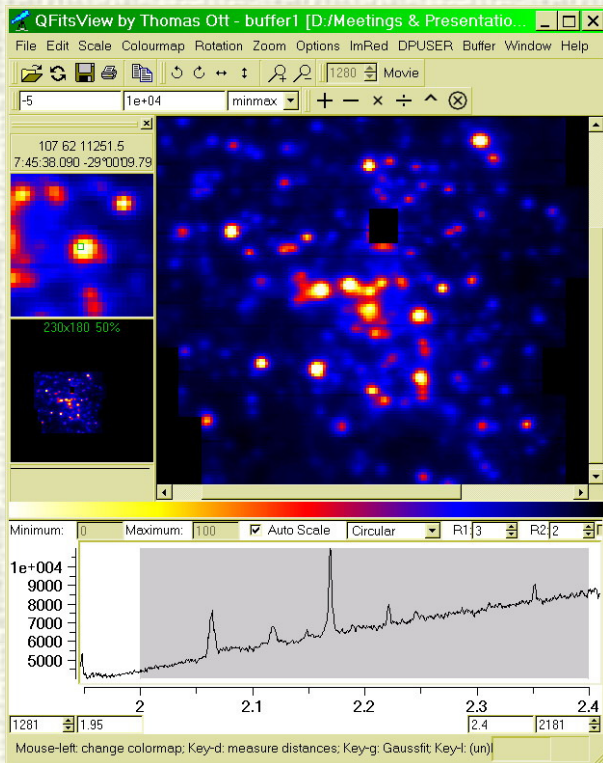 QFitsView by Thomas Ott - buffer1 [D:/Meetings & Presentatio...
File Edit Scale Colourmap Rotation Zoom Options ImRed DPUSER Buffer Window Help
1280 Movie
-5 1e+04 minmax
107 62 11251.5
7:45:38.090 -29°00'09.79
230x180 50%
Minimum: 0 Maximum: 100 Auto Scale Circular R1: 3 R2: 2
1e+004
9000
8000
7000
6000
5000
2 2.1 2.2 2.3 2.4
1281 1.95 2.4 2181
Mouse-left: change colormap; Key-d: measure distances; Key-g: Gaussfit; Key-l: (un)l